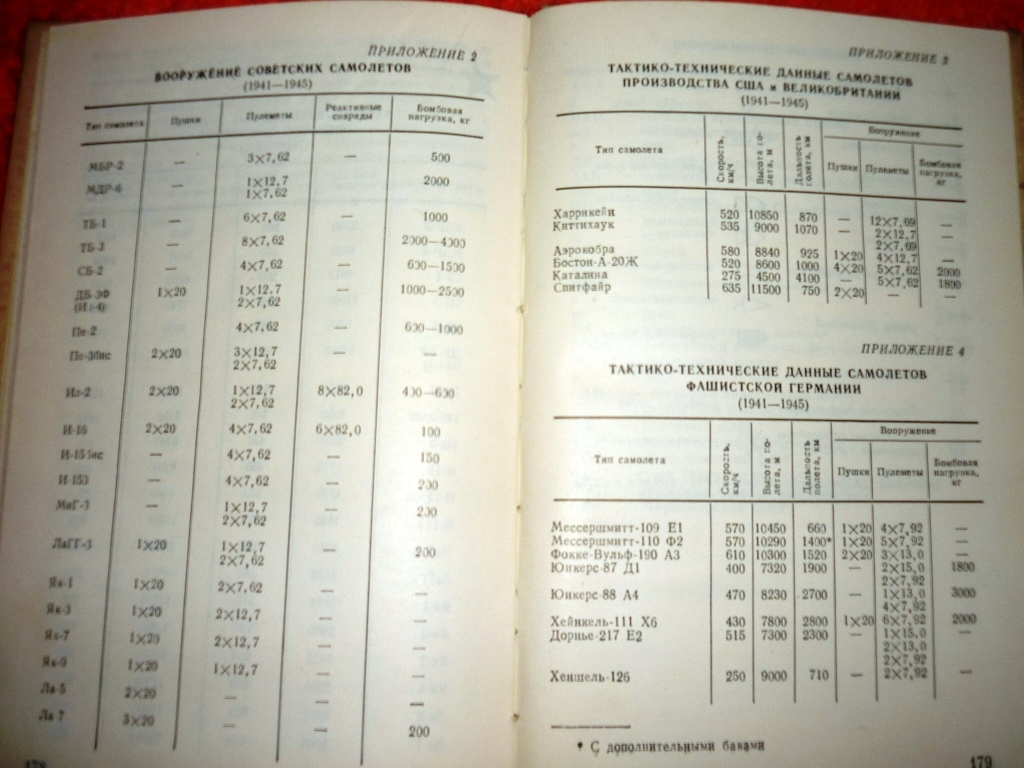 ПРИЛОЖЕНИЕ 2
ВООРУЖЕНИЕ СОВЕТСКИХ САМОЛЕТОВ
(1941—1945)
Тип самолета Пушки Пулеметы Реактивные снаряды Бомбовая нагрузка, кг
МБР-2 — 3×7,62 — 500
МДР-6 — 1×12,7 — 2000
1×7,62
ТБ-1 — 6×7,62 — 1000
ТБ-3 — 8×7,62 — 2000—4000
СБ-2 — 4×7,62 — 600—1500
ДБ-3Ф 1×20 1×12,7 — 1000—2500
(Ил-4) 2×7,62
Пе-2 — 4×7,62 — 600—1000
Пе-3бис 2×20 3×12,7 — —
2×7,62
Ил-2 2×20 1×12,7 8×82,0 400—600
2×7,62
И-16 2×20 4×7,62 6×82,0 100
И-15бис — 4×7,62 — 150
И-153 — 4×7,62 — 200
МиГ-3 — 1×12,7 — 200
2×7,62
ЛаГГ-3 1×20 1×12,7 — 200
2×7,62
Як-1 1×20 2×7,62 — —
Як-3 1×20 2×12,7 — —
Як-7 1×20 2×12,7 — —
Як-9 1×20 1×12,7 — —
Ла-5 2×20 — — —
Ла-7 3×20 — — 200
178
ПРИЛОЖЕНИЕ 3
ТАКТИКО-ТЕХНИЧЕСКИЕ ДАННЫЕ САМОЛЕТОВ
ПРОИЗВОДСТВА США и ВЕЛИКОБРИТАНИИ
(1941—1945)
Тип самолета Скорость, км/ч Высота полета, м Дальность полета, км Вооружение
Пушки Пулеметы Бомбовая нагрузка, кг
Харрикейн 520 10850 870 — 12×7,69 —
Киттихаук 535 9000 1070 — 2×12,7 —
2×7,69
Аэрокобра 580 8840 925 1×20 4×12,7 —
Бостон-А-20Ж 520 8600 1000 4×20 5×7,62 2000
Каталина 275 4500 4100 — 5×7,62 1800
Спитфайр 635 11500 750 2×20 — —
ПРИЛОЖЕНИЕ 4
ТАКТИКО-ТЕХНИЧЕСКИЕ ДАННЫЕ САМОЛЕТОВ
ФАШИСТСКОЙ ГЕРМАНИИ
(1941—1945)
Тип самолета Скорость, км/ч Высота полета, м Дальность полета, км Вооружение
Пушки Пулеметы Бомбовая нагрузка, кг
Мессершмитт-109 Е1 570 10450 660 1×20 4×7,92 —
Мессершмитт-110 Ф2 570 10290 1400* 1×20 5×7,92 —
Фокке-Вульф-190 А3 610 10300 1520 2×20 3×13,0 —
Юнкерс-87 Д1 400 7320 1900 — 2×15,0 1800
2×7,92
Юнкерс-88 А4 470 8230 2700 — 1×13,0 3000
4×7,92
Хейнкель-111 Х6 430 7800 2800 1×20 6×7,92 2000
Дорнье-217 Е2 515 7300 2300 — 1×15,0 —
2×13,0
2×7,92
Хеншель-126 250 9000 710 — 2×7,92 —
* С дополнительными баками
179